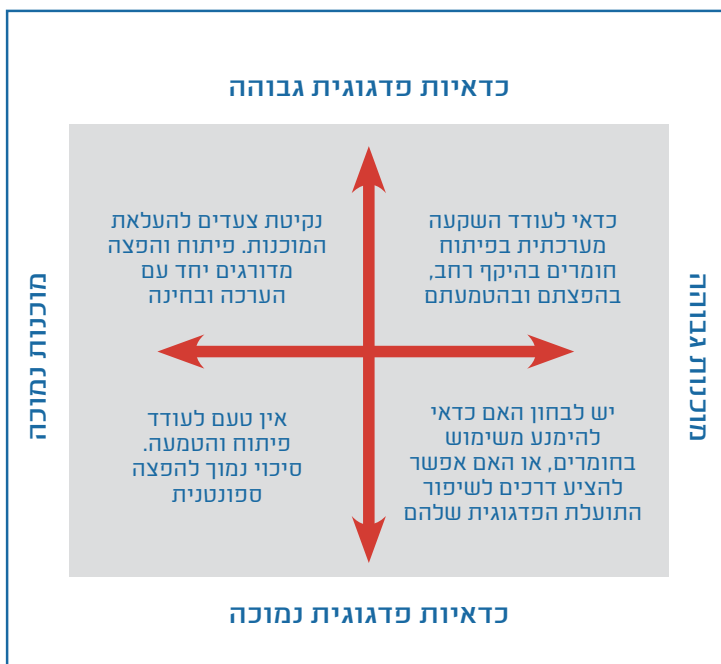 כדאיות פדגוגית גבוהה
מוכנות גבוהה
כדאי לעודד השקעה
מערכתית בפיתוח
חומרים בהיקף רחב,
בהפצתם ובהטמעתם
נקיטת צעדים להעלאת
המוכנות. פיתוח והפצה
מדורגים יחד עם
הערכה ובחינה
מוכנות נמוכה
יש לבחון האם כדאי
להימנע משימוש
בחומרים, או האם אפשר
להציע דרכים לשיפור
התועלת הפדגוגית שלהם
אין טעם לעודד
פיתוח והטמעה.
סיכוי נמוך להפצה
ספונטנית
כדאיות פדגוגית נמוכה